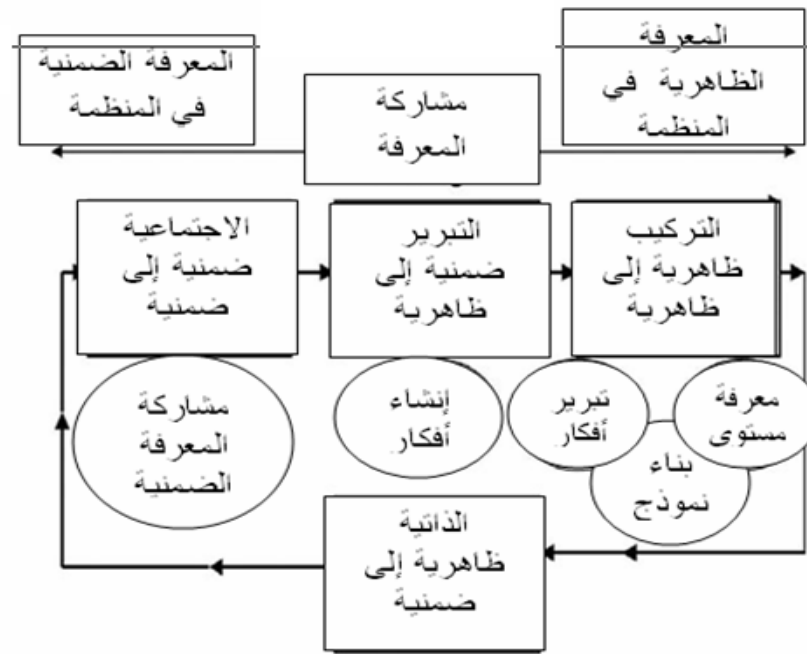 المعرفة
الظاهرية في
المنظمة
المعرفة الضمنية
في المنظمة
مشاركة
المعرفة
الاجتماعية
ضمنية إلى
ضمنية
التبرير
ضمنية إلى
ظاهرية
التركيب
ظاهرية إلى
ظاهرية
مشاركة
المعرفة
الضمنية
إنشاء
أفكار
تبرير
أفكار
معرفة
مستوى
بناء
نموذج
الذاتية
ظاهرية إلى
ضمنية